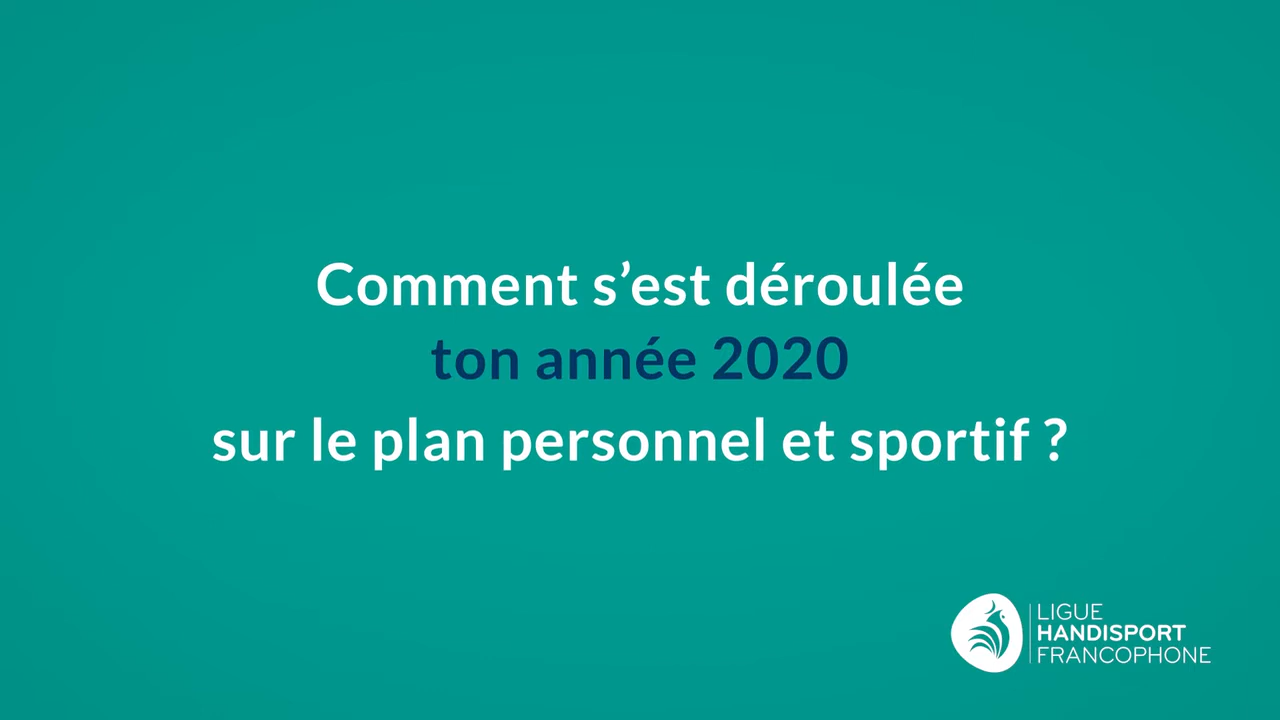 Comment s’est déroulée
ton année 2020
sur le plan personnel et sportif ?
LIGUE
HANDISPORT
FRANCOPHONE